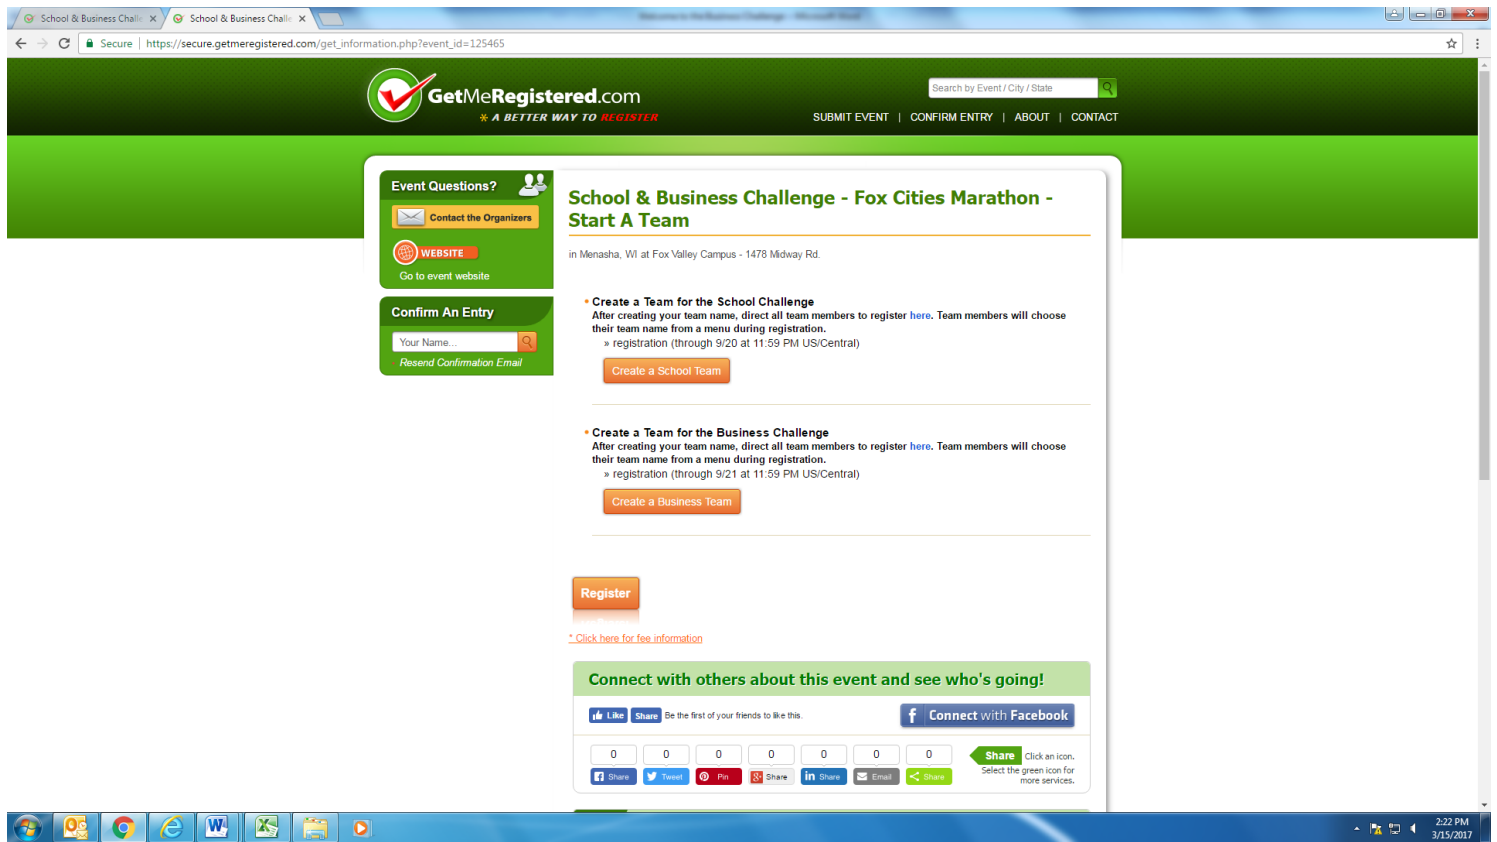 School & Business Challe
School & Business Challe
Welcome to the Business Challenge - Microsoft Word
Secure | https://secure.getmeregistered.com/get_information.php?event_id=125465
GetMeRegistered.com
* A BETTER WAY TO REGISTER
Search by Event / City / State
SUBMIT EVENT | CONFIRM ENTRY | ABOUT | CONTACT
Event Questions?
Contact the Organizers
WEBSITE
Go to event website
Confirm An Entry
Your Name...
Resend Confirmation Email
School & Business Challenge - Fox Cities Marathon -
Start A Team
in Menasha, WI at Fox Valley Campus - 1478 Midway Rd.
Create a Team for the School Challenge
After creating your team name, direct all team members to register here. Team members will choose
their team name from a menu during registration.
» registration (through 9/20 at 11:59 PM US/Central)
Create a School Team
Create a Team for the Business Challenge
After creating your team name, direct all team members to register here. Team members will choose
their team name from a menu during registration.
» registration (through 9/21 at 11:59 PM US/Central)
Create a Business Team
Register
* Click here for fee information
Connect with others about this event and see who's going!
Like Share Be the first of your friends to like this.
f Connect with Facebook
0 0 0 0 0 0 0
Share Tweet Pin Share Share Email Share
Share Click an icon.
Select the green icon for
more services.
2:22 PM
3/15/2017